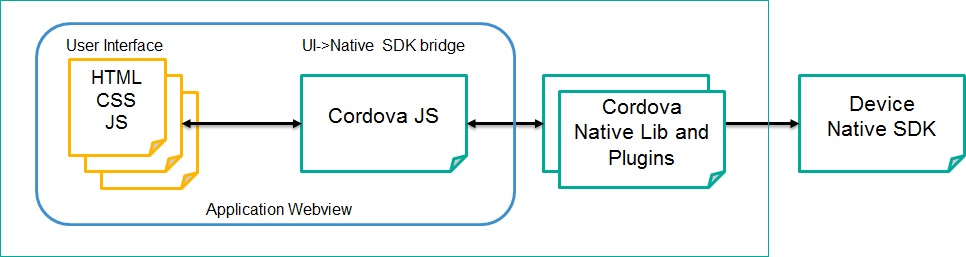 User Interface
UI->Native SDK bridge
HTML
CSS
JS
Cordova JS
Cordova
Native Lib and
Plugins
Device
Native SDK
Application Webview